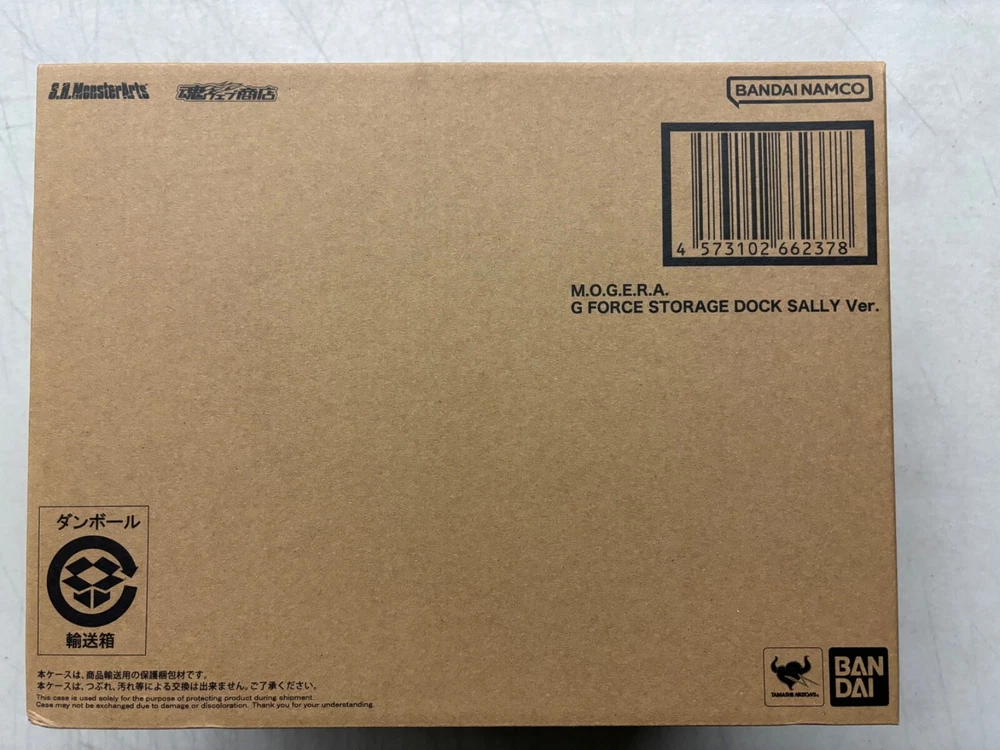 S.H.MonsterArts
魂ウェブ商店
BANDAI NAMCO
4 573102 662378
M.O.G.E.R.A.
G FORCE STORAGE DOCK SALLY Ver.
ダンボール
輸送箱
本ケースは、商品輸送用の保護梱包材です。
本ケースは、つぶれ、汚れ等による交換は出来ません。ご了承ください。
This case is used solely for the purpose of protecting product during shipment.
Case may not be exchanged due to damage or discoloration. Thank you for your understanding.
TAMASHII NATIONS
BAN
DAI